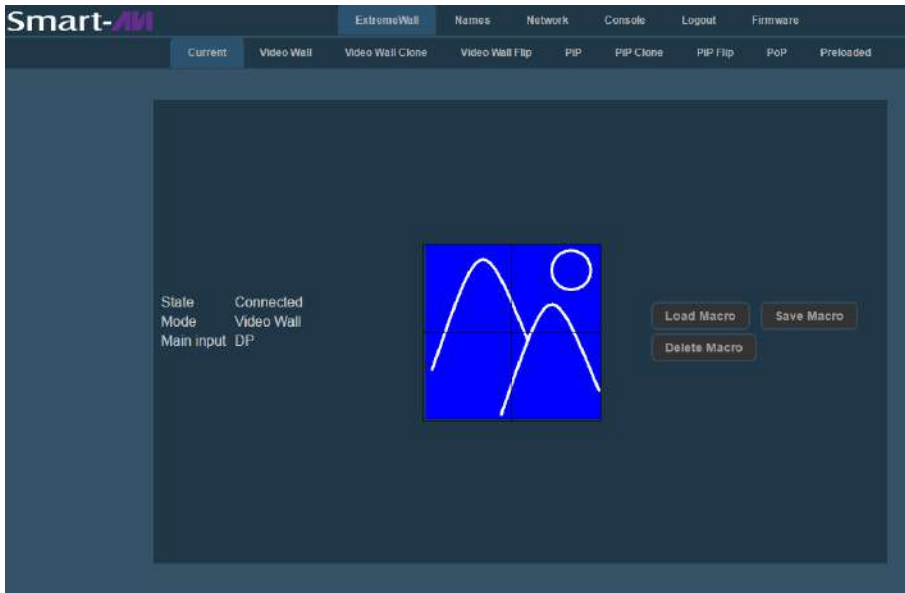 Smart-AVI
ExtremeWall Names Network Console Logout Firmware
Current Video Wall Video Wall Clone Video Wall Flip PiP PiP Clone PiP Flip PoP Preloaded
State Connected
Mode Video Wall
Main input DP
Load Macro Save Macro
Delete Macro